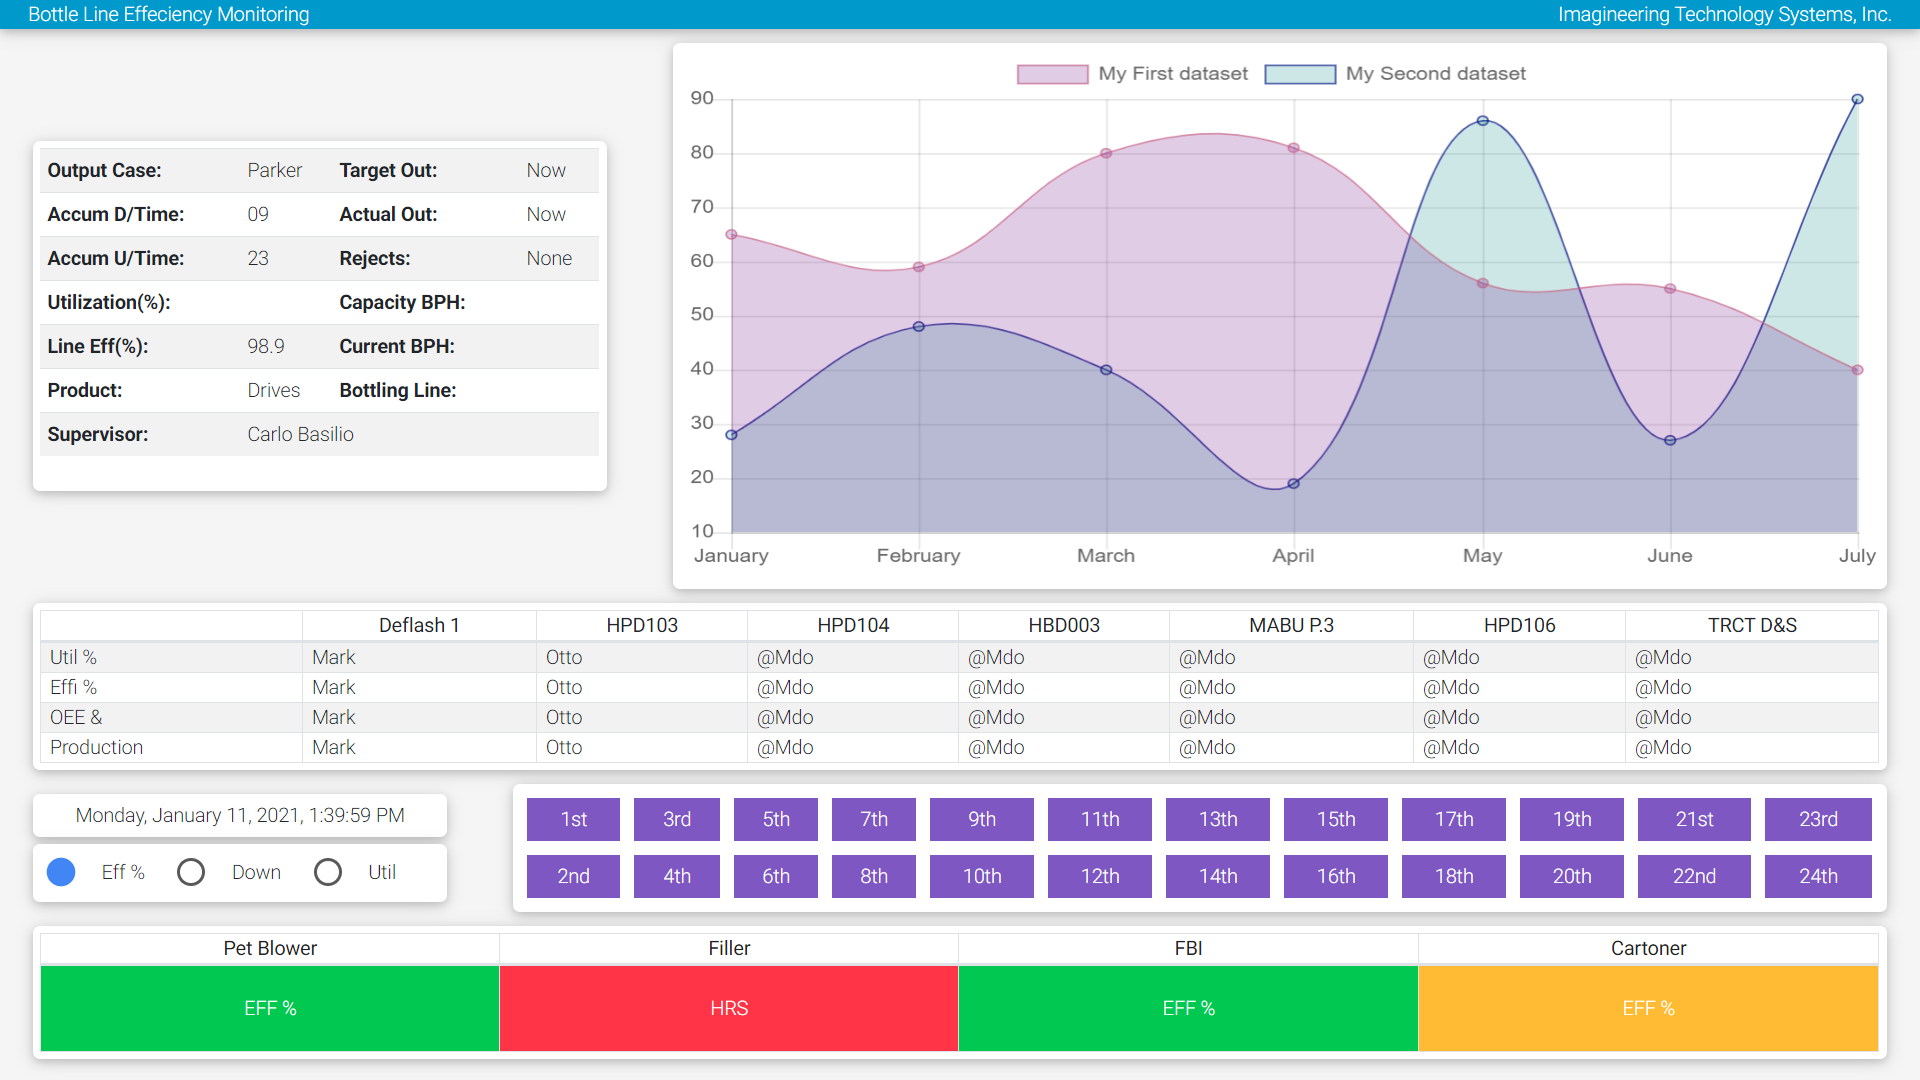 Bottle Line Effeciency Monitoring
Imagineering Technology Systems, Inc.
Output Case: Parker Target Out: Now
Accum D/Time: 09 Actual Out: Now
Accum U/Time: 23 Rejects: None
Utilization(%): Capacity BPH:
Line Eff(%): 98.9 Current BPH:
Product: Drives Bottling Line:
Supervisor: Carlo Basilio
My First dataset My Second dataset
90
80
70
60
50
40
30
20
10
January February March April May June July
Deflash 1 HPD103 HPD104 HBD003 MABU P.3 HPD106 TRCT D&S
Util % Mark Otto @Mdo @Mdo @Mdo @Mdo @Mdo
Effi % Mark Otto @Mdo @Mdo @Mdo @Mdo @Mdo
OEE & Mark Otto @Mdo @Mdo @Mdo @Mdo @Mdo
Production Mark Otto @Mdo @Mdo @Mdo @Mdo @Mdo
Monday, January 11, 2021, 1:39:59 PM
Eff % Down Util
1st 3rd 5th 7th 9th 11th 13th 15th 17th 19th 21st 23rd
2nd 4th 6th 8th 10th 12th 14th 16th 18th 20th 22nd 24th
Pet Blower Filler FBI Cartoner
EFF % HRS EFF % EFF %